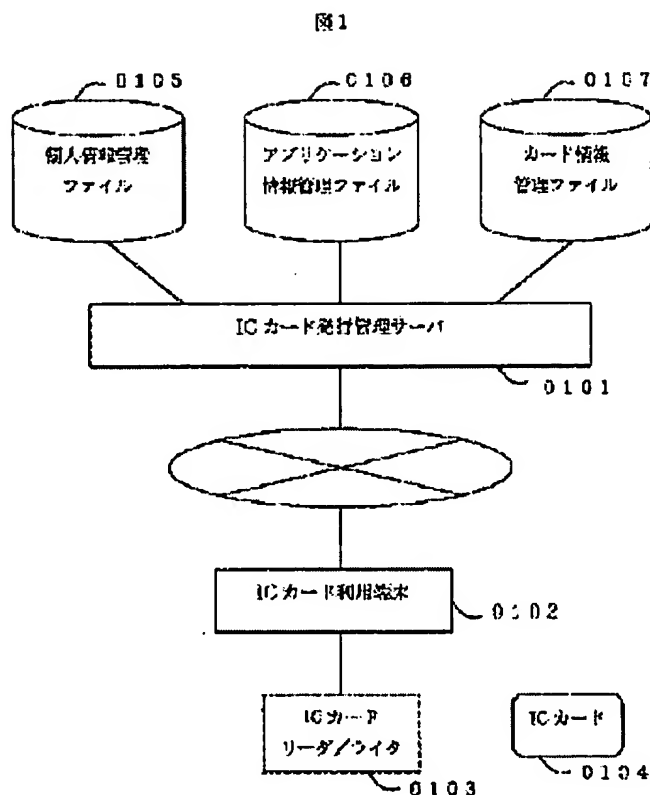 図1
0105
0106
0107
個人情報管理
ファイル
アプリケーション
情報管理ファイル
カード情報
管理ファイル
ICカード発行管理サーバ
0101
ICカード利用端末
0102
ICカード
リーダ/ライタ
0103
ICカード
0104